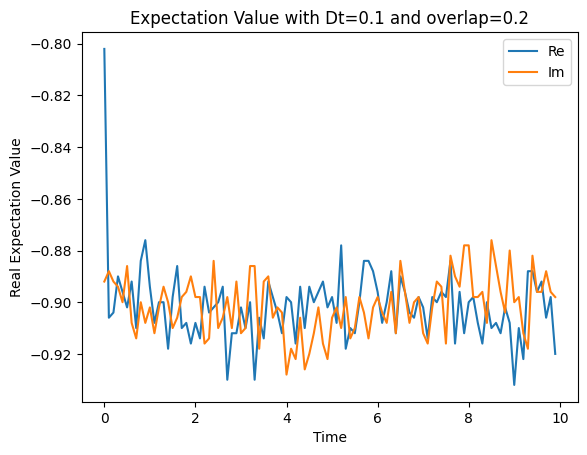 Expectation Value with Dt=0.1 and overlap=0.2
Re
Im
Real Expectation Value
−0.80
−0.82
−0.84
−0.86
−0.88
−0.90
−0.92
0
2
4
6
8
10
Time